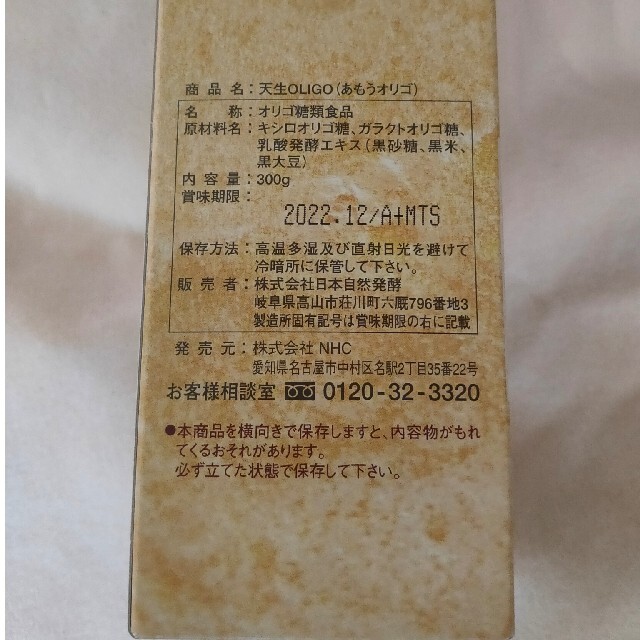 商品名：天生OLIGO（あもうオリゴ）
名称：オリゴ糖類食品
原材料名：キシロオリゴ糖、ガラクトオリゴ糖、
乳酸発酵エキス（黒砂糖、黒米、
黒大豆）
内容量：300g
賞味期限：
2022.12/A+MTS
保存方法：高温多湿及び直射日光を避けて
冷暗所に保管して下さい。
販売者：株式会社日本自然発酵
岐阜県高山市荘川町六厩796番地3
製造所固有記号は賞味期限の右に記載
発売元：株式会社 NHC
愛知県名古屋市中村区名駅2丁目35番22号
お客様相談室 0120-32-3320
●本商品を横向きで保存しますと、内容物がもれ
てくるおそれがあります。
必ず立てた状態で保存して下さい。